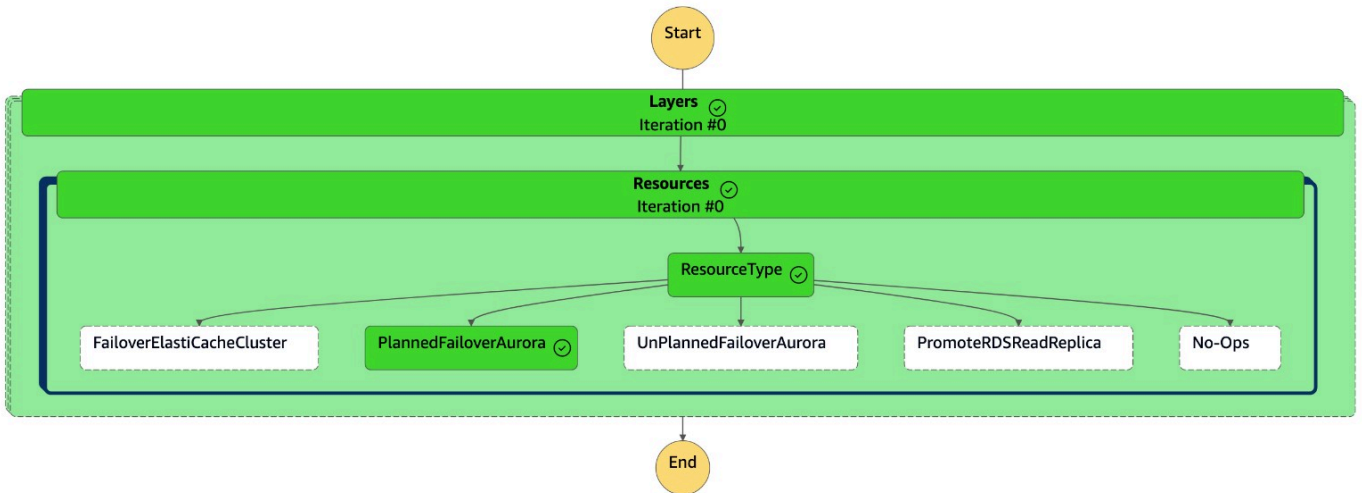 Start
Layers
Iteration #0
Resources
Iteration #0
ResourceType
FailoverElastiCacheCluster
PlannedFailoverAurora
UnPlannedFailoverAurora
PromoteRDSReadReplica
No-Ops
End